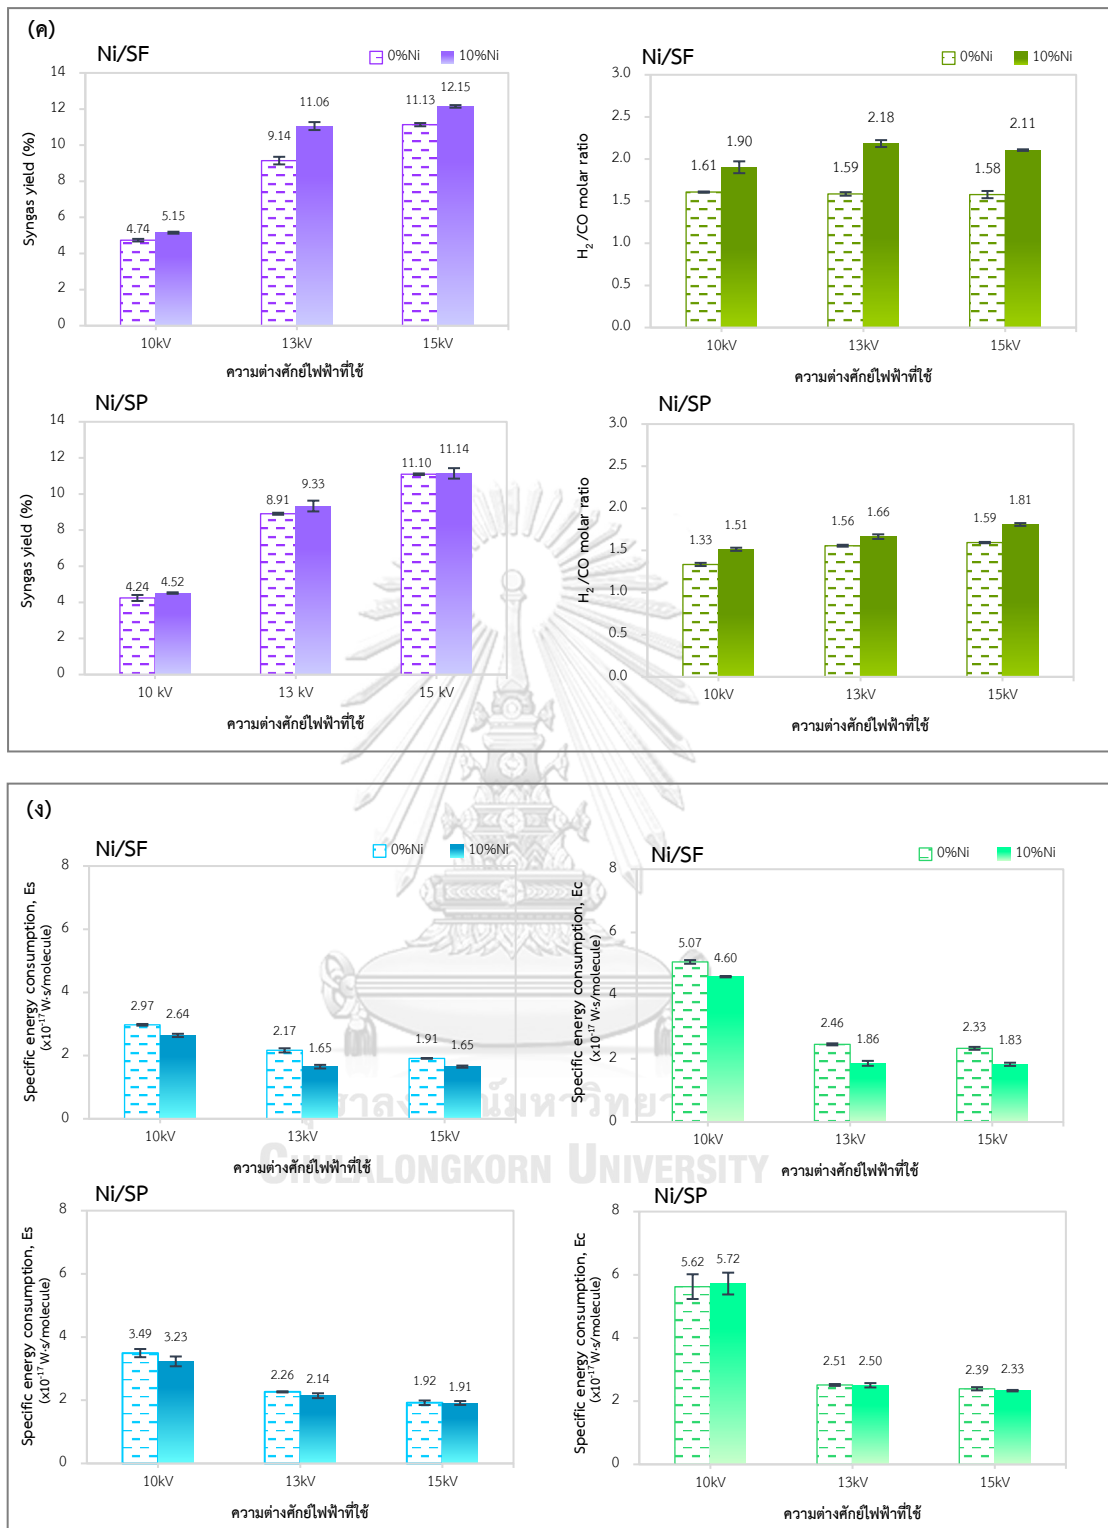 (ค)
Ni/SF
0%Ni 10%Ni
Syngas yield (%)
14
12
10
8
6
4
2
0
4.74 5.15 9.14 11.06 11.13 12.15
10kV 13kV 15kV
ความต่างศักย์ไฟฟ้าที่ใช้
Ni/SF
0%Ni 10%Ni
H2/CO molar ratio
3.0
2.5
2.0
1.5
1.0
0.5
0.0
1.61 1.90 1.59 2.18 1.58 2.11
10kV 13kV 15kV
ความต่างศักย์ไฟฟ้าที่ใช้
Ni/SP
Syngas yield (%)
14
12
10
8
6
4
2
0
4.24 4.52 8.91 9.33 11.10 11.14
10 kV 13 kV 15 kV
ความต่างศักย์ไฟฟ้าที่ใช้
Ni/SP
H2/CO molar ratio
3.0
2.5
2.0
1.5
1.0
0.5
0.0
1.33 1.51 1.56 1.66 1.59 1.81
10kV 13kV 15kV
ความต่างศักย์ไฟฟ้าที่ใช้
(ง)
Ni/SF
0%Ni 10%Ni
Specific energy consumption, Es
(x10⁻¹⁷ W·s/molecule)
8
6
4
2
0
2.97 2.64 2.17 1.65 1.91 1.65
10kV 13kV 15kV
ความต่างศักย์ไฟฟ้าที่ใช้
Ni/SF
0%Ni 10%Ni
Specific energy consumption, Ec
(x10⁻¹⁷ W·s/molecule)
8
6
4
2
0
5.07 4.60 2.46 1.86 2.33 1.83
10kV 13kV 15kV
ความต่างศักย์ไฟฟ้าที่ใช้
CHULALONGKORN UNIVERSITY
Ni/SP
Specific energy consumption, Es
(x10⁻¹⁷ W·s/molecule)
8
6
4
2
0
3.49 3.23 2.26 2.14 1.92 1.91
10kV 13kV 15kV
ความต่างศักย์ไฟฟ้าที่ใช้
Ni/SP
Specific energy consumption, Ec
(x10⁻¹⁷ W·s/molecule)
8
6
4
2
0
5.62 5.72 2.51 2.50 2.39 2.33
10kV 13kV 15kV
ความต่างศักย์ไฟฟ้าที่ใช้